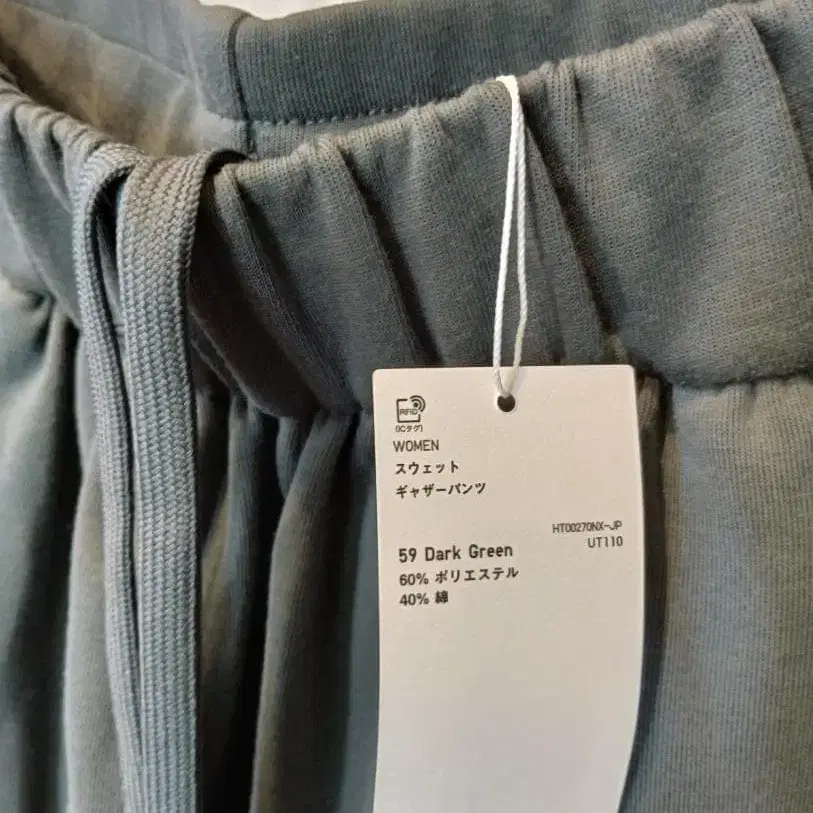 RFID
(ICタグ)
WOMEN
スウェット
ギャザーパンツ
HT00270NX-JP
UT110
59 Dark Green
60% ポリエステル
40% 綿